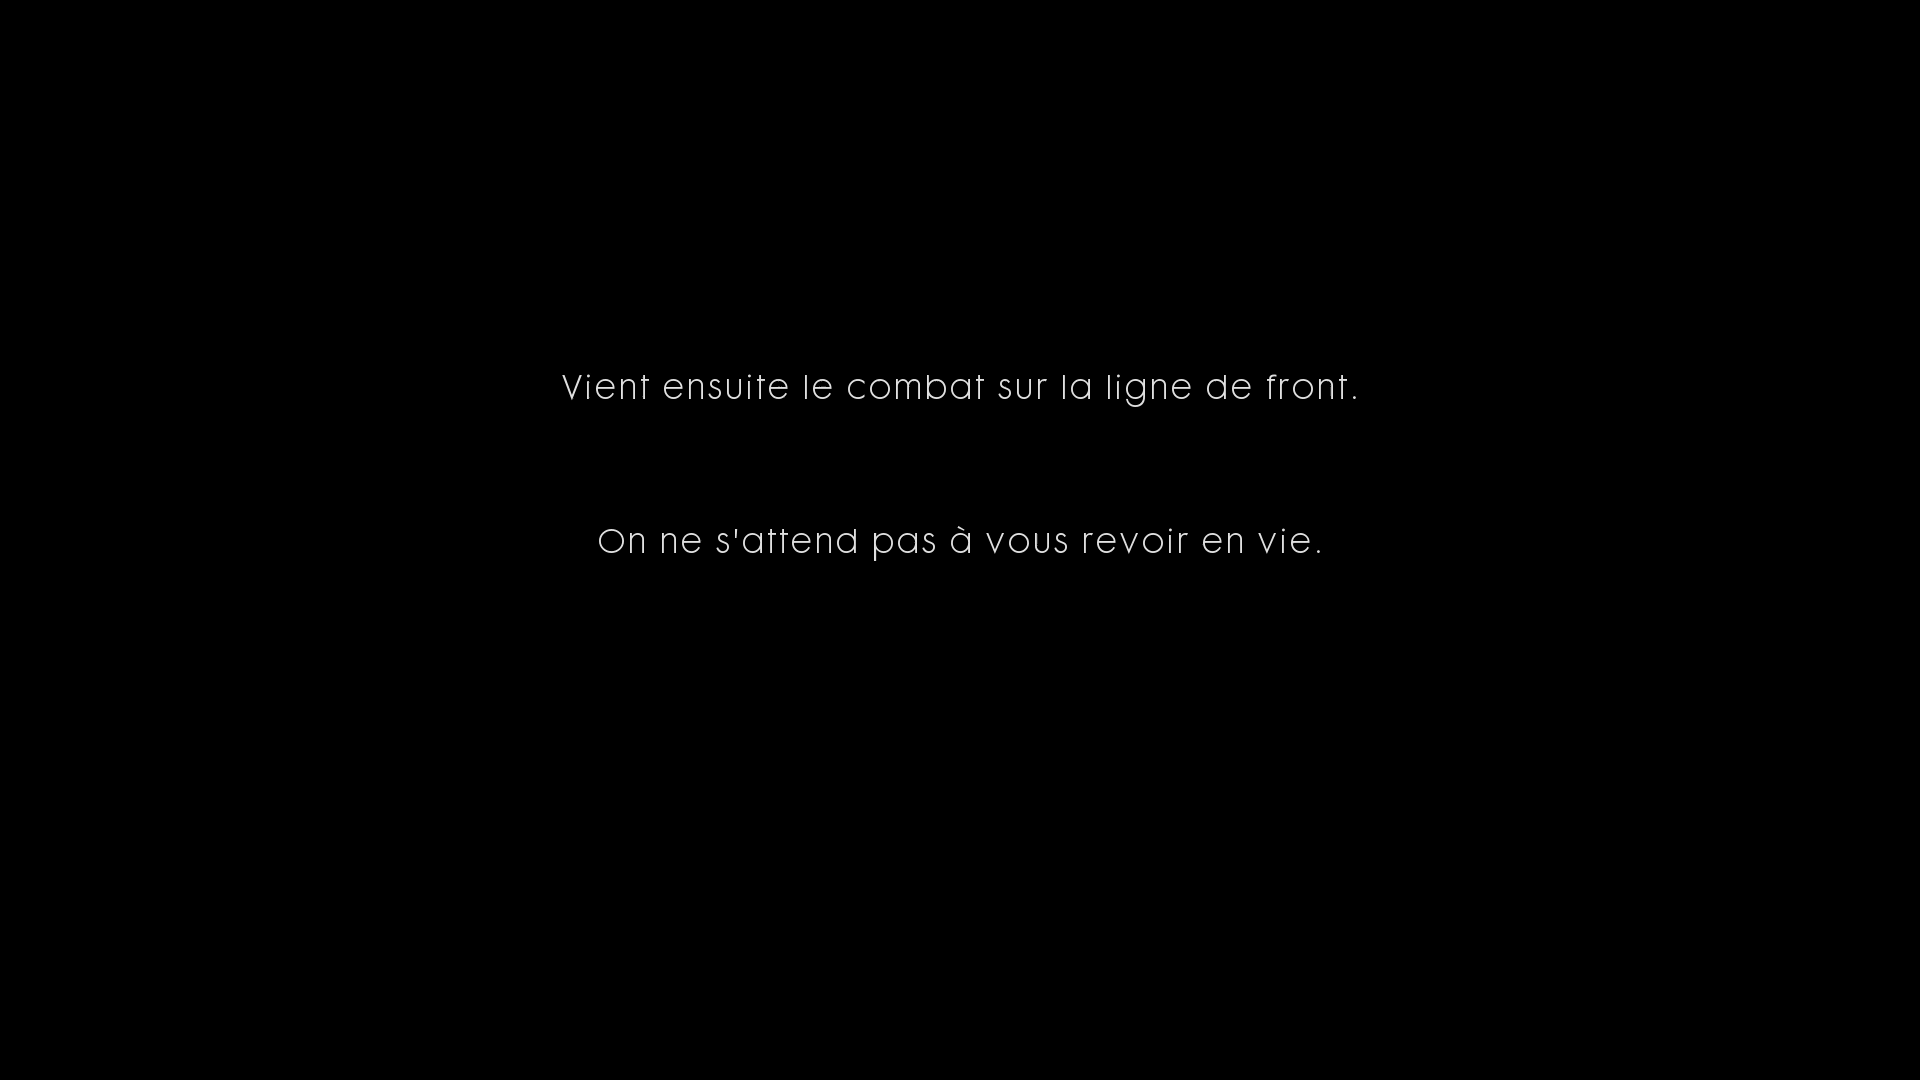 Vient ensuite le combat sur la ligne de front.
On ne s'attend pas à vous revoir en vie.